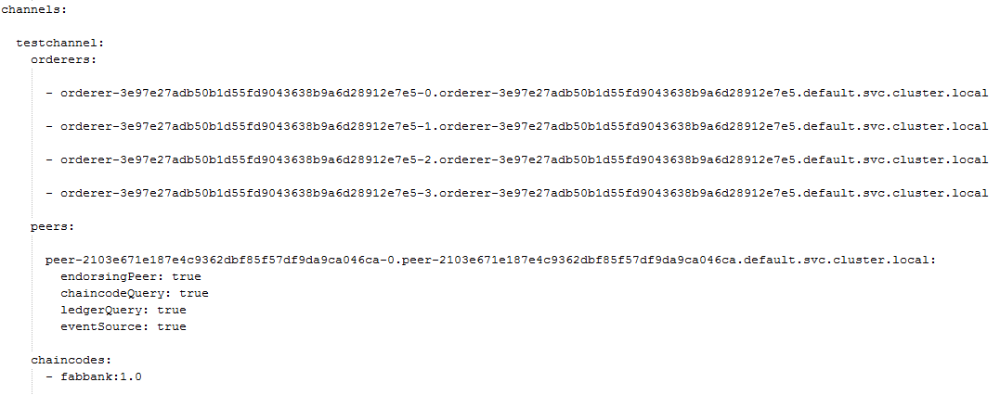 channels:
testchannel:
orderers:
- orderer-3e97e27adb50b1d55fd9043638b9a6d28912e7e5-0.orderer-3e97e27adb50b1d55fd9043638b9a6d28912e7e5.default.svc.cluster.local
- orderer-3e97e27adb50b1d55fd9043638b9a6d28912e7e5-1.orderer-3e97e27adb50b1d55fd9043638b9a6d28912e7e5.default.svc.cluster.local
- orderer-3e97e27adb50b1d55fd9043638b9a6d28912e7e5-2.orderer-3e97e27adb50b1d55fd9043638b9a6d28912e7e5.default.svc.cluster.local
- orderer-3e97e27adb50b1d55fd9043638b9a6d28912e7e5-3.orderer-3e97e27adb50b1d55fd9043638b9a6d28912e7e5.default.svc.cluster.local
peers:
peer-2103e671e187e4c9362dbf85f57df9da9ca046ca-0.peer-2103e671e187e4c9362dbf85f57df9da9ca046ca.default.svc.cluster.local:
endorsingPeer: true
chaincodeQuery: true
ledgerQuery: true
eventSource: true
chaincodes:
- fabbank:1.0